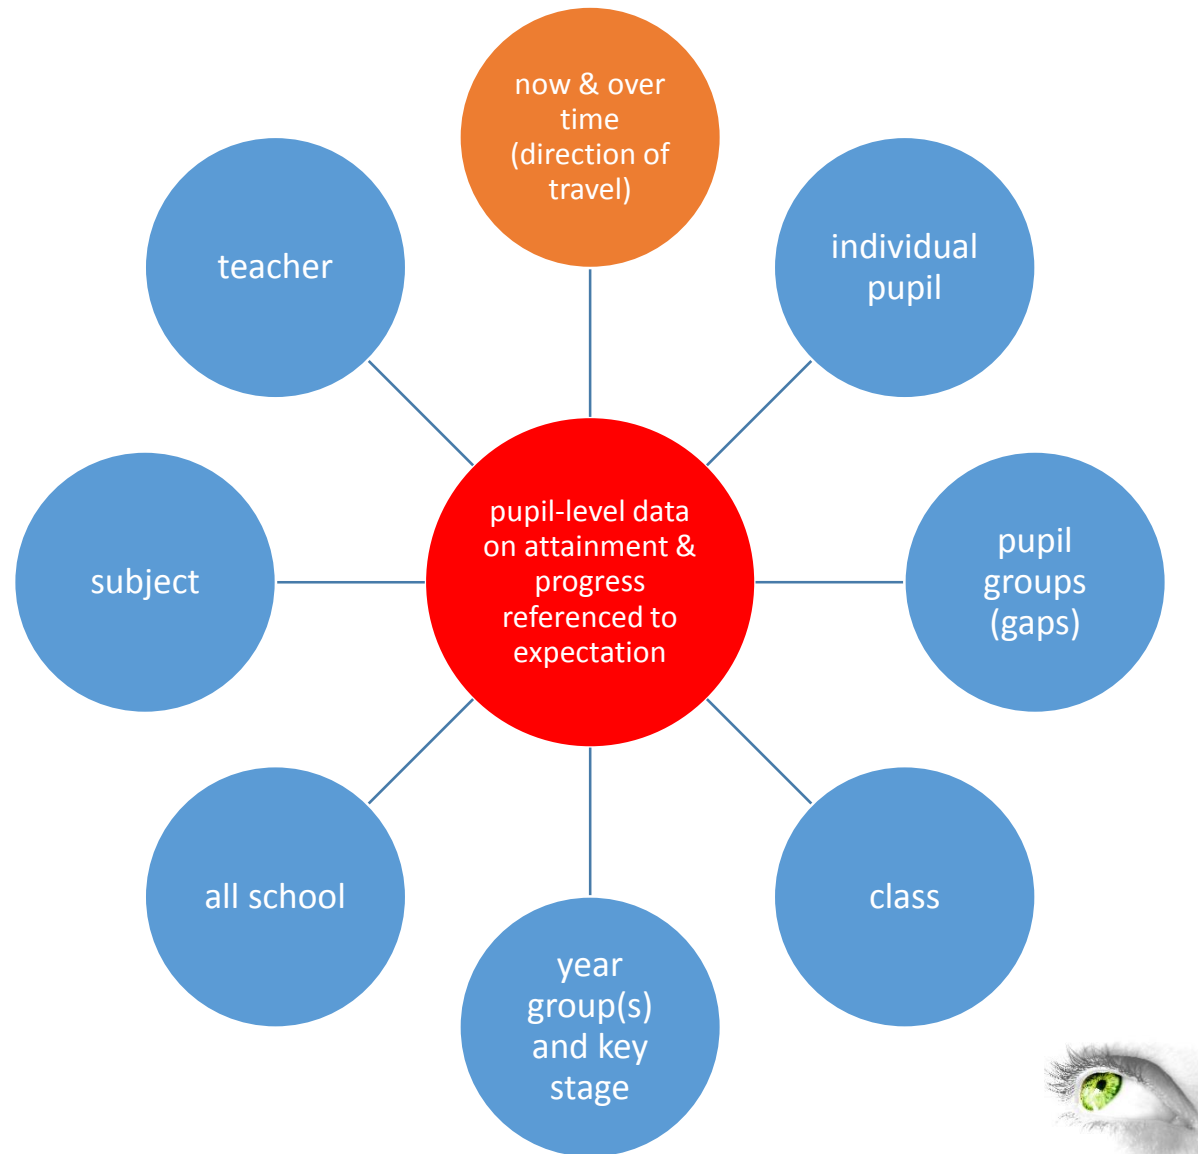 now & over
time
(direction of
travel)
individual
pupil
pupil
groups
(gaps)
class
year
group(s)
and key
stage
all school
subject
teacher
pupil-level data
on attainment &
progress
referenced to
expectation